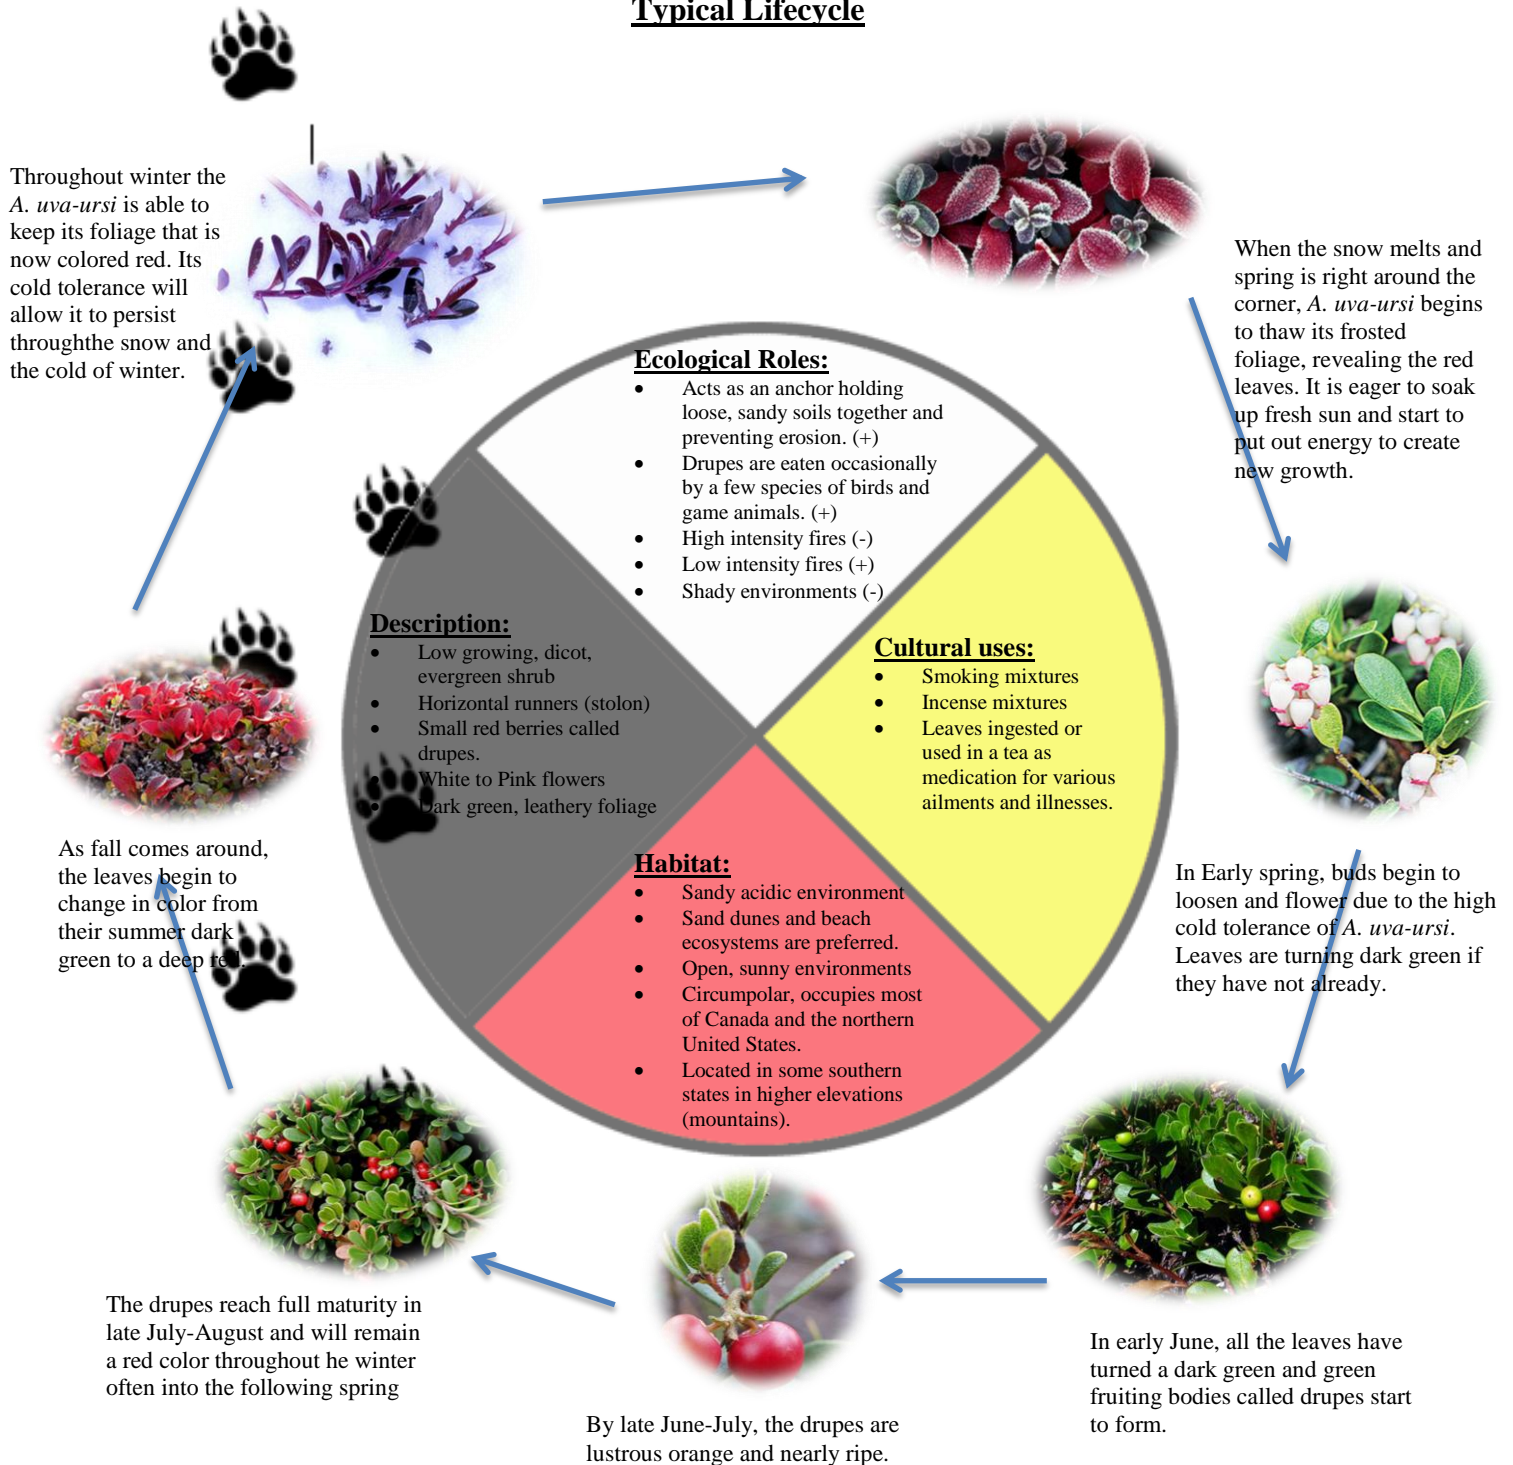 Typical Lifecycle
Throughout winter the
A. uva-ursi is able to
keep its foliage that is
now colored red. Its
cold tolerance will
allow it to persist
throughthe snow and
the cold of winter.
When the snow melts and
spring is right around the
corner, A. uva-ursi begins
to thaw its frosted
foliage, revealing the red
leaves. It is eager to soak
up fresh sun and start to
put out energy to create
new growth.
Ecological Roles:
• Acts as an anchor holding
loose, sandy soils together and
preventing erosion. (+)
• Drupes are eaten occasionally
by a few species of birds and
game animals. (+)
• High intensity fires (-)
• Low intensity fires (+)
• Shady environments (-)
Description:
• Low growing, dicot,
evergreen shrub
• Horizontal runners (stolon)
• Small red berries called
drupes.
• White to Pink flowers
• Dark green, leathery foliage
Cultural uses:
• Smoking mixtures
• Incense mixtures
• Leaves ingested or
used in a tea as
medication for various
ailments and illnesses.
Habitat:
• Sandy acidic environment
• Sand dunes and beach
ecosystems are preferred.
• Open, sunny environments
• Circumpolar, occupies most
of Canada and the northern
United States.
• Located in some southern
states in higher elevations
(mountains).
As fall comes around,
the leaves begin to
change in color from
their summer dark
green to a deep red.
In Early spring, buds begin to
loosen and flower due to the high
cold tolerance of A. uva-ursi.
Leaves are turning dark green if
they have not already.
The drupes reach full maturity in
late July-August and will remain
a red color throughout he winter
often into the following spring
In early June, all the leaves have
turned a dark green and green
fruiting bodies called drupes start
to form.
By late June-July, the drupes are
lustrous orange and nearly ripe.